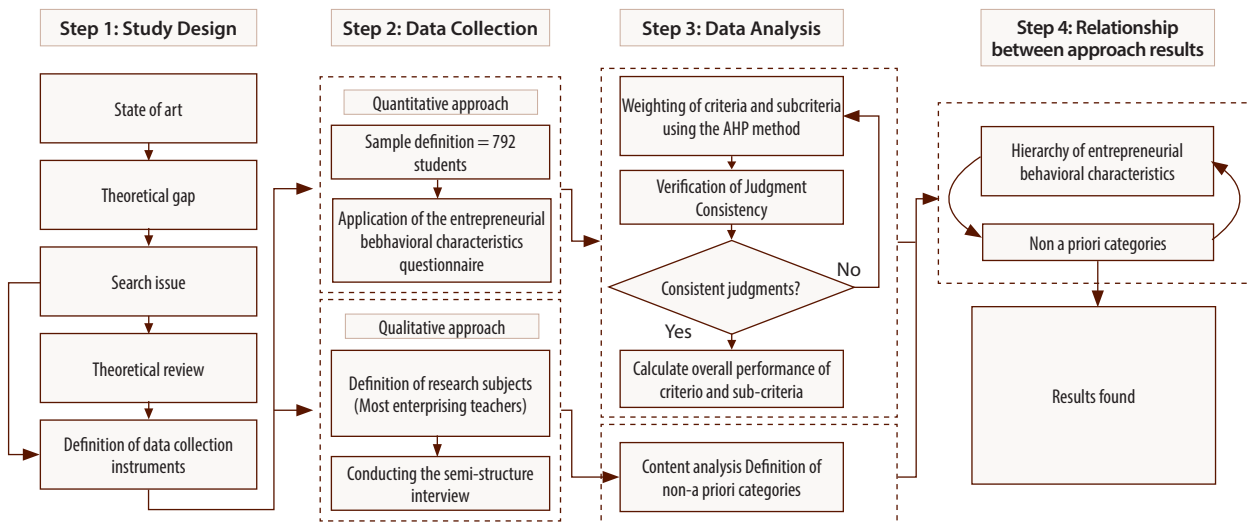 Step 1: Study Design
State of art
Theoretical gap
Search issue
Theoretical review
Definition of data collection
instruments
Step 2: Data Collection
Quantitative approach
Sample definition = 792
students
Application of the entrepreneurial
bebhavioral characteristics
questionnaire
Qualitative approach
Definition of research subjects
(Most enterprising teachers)
Conducting the semi-structure
interview
Step 3: Data Analysis
Weighting of criteria and subcriteria
using the AHP method
Verification of Judgment
Consistency
Consistent judgments?
No
Yes
Calculate overall performance of
criterio and sub-criteria
Content analysis Definition of
non-a priori categories
Step 4: Relationship
between approach results
Hierarchy of entrepreneurial
behavioral characteristics
Non a priori categories
Results found